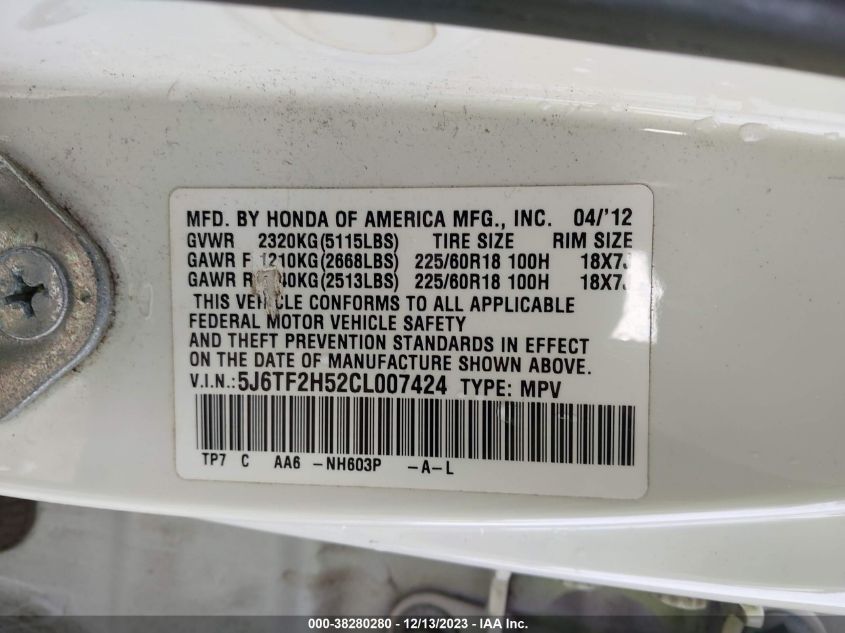 MFD. BY HONDA OF AMERICA MFG., INC. 04/'12
GVWR 2320KG(5115LBS) TIRE SIZE RIM SIZE
GAWR F 1210KG(2668LBS) 225/60R18 100H 18X7J
GAWR R 40KG(2513LBS) 225/60R18 100H 18X7J
THIS VEHICLE CONFORMS TO ALL APPLICABLE
FEDERAL MOTOR VEHICLE SAFETY
AND THEFT PREVENTION STANDARDS IN EFFECT
ON THE DATE OF MANUFACTURE SHOWN ABOVE.
V.I.N.:5J6TF2H52CL007424 TYPE: MPV
TP7 C AA6 -NH603P -A-L
000-38280280 - 12/13/2023 - IAA Inc.